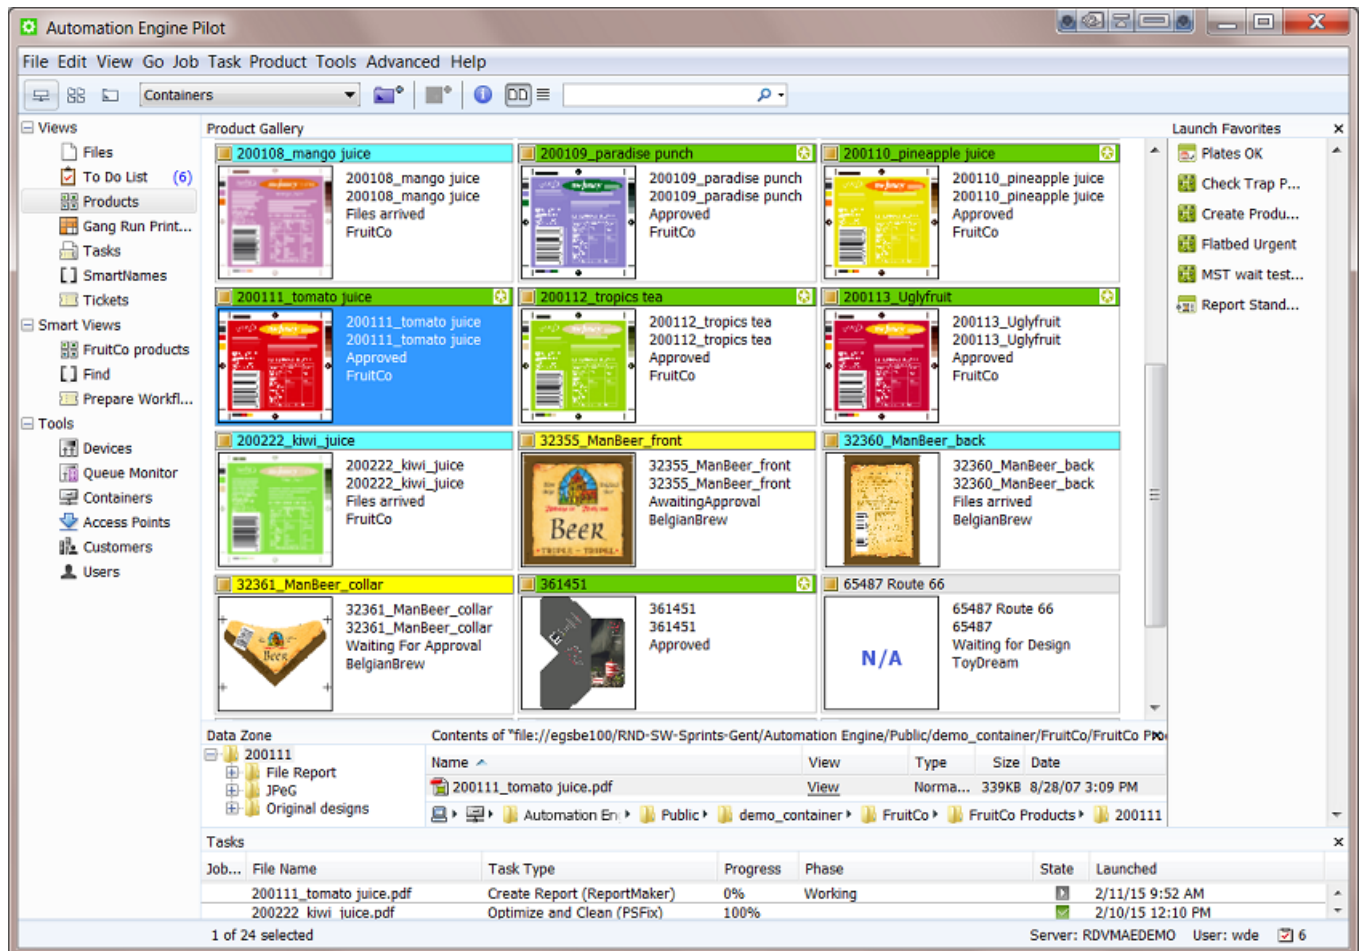 Automation Engine Pilot
File Edit View Go Job Task Product Tools Advanced Help
Containers
Views
Files
To Do List (6)
Products
Gang Run Print...
Tasks
SmartNames
Tickets
Smart Views
FruitCo products
Find
Prepare Workfl...
Tools
Devices
Queue Monitor
Containers
Access Points
Customers
Users
Product Gallery
200108_mango juice
200108_mango juice
200108_mango juice
Files arrived
FruitCo
200109_paradise punch
200109_paradise punch
200109_paradise punch
Approved
FruitCo
200110_pineapple juice
200110_pineapple juice
200110_pineapple juice
Approved
FruitCo
200111_tomato juice
200111_tomato juice
200111_tomato juice
Approved
FruitCo
200112_tropics tea
200112_tropics tea
200112_tropics tea
Approved
FruitCo
200113_Uglyfruit
200113_Uglyfruit
200113_Uglyfruit
Approved
FruitCo
200222_kiwi_juice
200222_kiwi_juice
200222_kiwi_juice
Files arrived
FruitCo
32355_ManBeer_front
Beer
32355_ManBeer_front
32355_ManBeer_front
AwaitingApproval
BelgianBrew
32360_ManBeer_back
32360_ManBeer_back
32360_ManBeer_back
Files arrived
BelgianBrew
32361_ManBeer_collar
Beer
32361_ManBeer_collar
32361_ManBeer_collar
Waiting For Approval
BelgianBrew
361451
361451
361451
Approved
65487 Route 66
N/A
65487 Route 66
65487
Waiting for Design
ToyDream
Launch Favorites
Plates OK
Check Trap P...
Create Produ...
Flatbed Urgent
MST wait test...
Report Stand...
Data Zone
200111
File Report
JPeG
Original designs
Contents of "file://egsbe100/RND-SW-Sprints-Gent/Automation Engine/Public/demo_container/FruitCo/FruitCo Pro
Name View Type Size Date
200111_tomato juice.pdf View Norma... 339KB 8/28/07 3:09 PM
Automation En Public demo_container FruitCo FruitCo Products 200111
Tasks
Job... File Name Task Type Progress Phase State Launched
200111_tomato juice.pdf Create Report (ReportMaker) 0% Working 2/11/15 9:52 AM
200222_kiwi_juice.pdf Optimize and Clean (PSFix) 100% 2/10/15 12:10 PM
1 of 24 selected
Server: RDVMAEDEMO User: wde 6